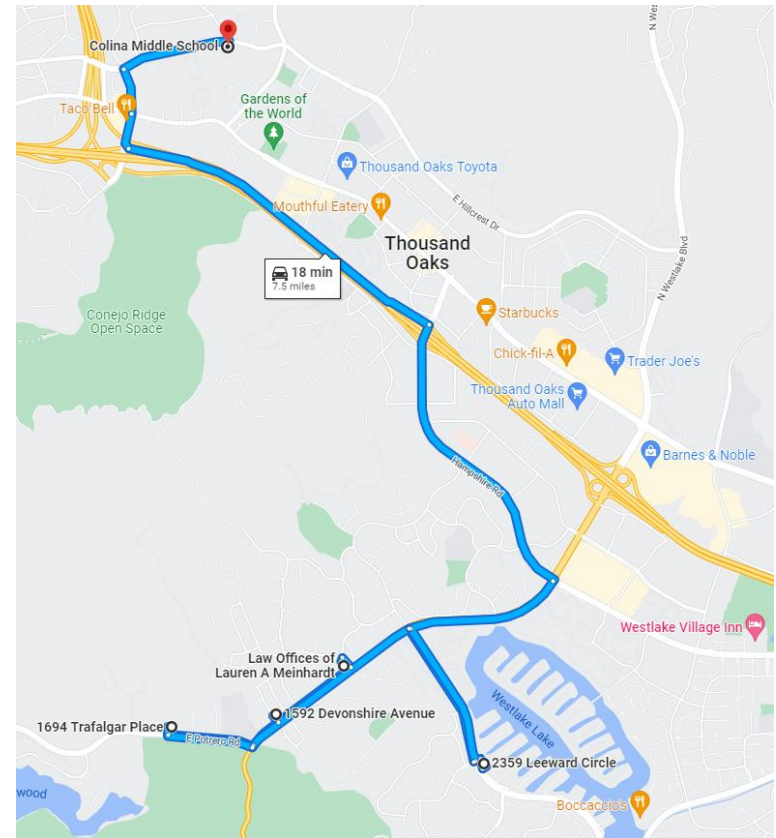 N We
Colina Middle School
Taco Bell
Gardens of
the World
Thousand Oaks Toyota
Mouthful Eatery
E Hillcrest Dr
Thousand
Oaks
N Westlake Blvd
18 min
7.5 miles
Conejo Ridge
Open Space
Starbucks
Chick-fil-A
Trader Joe's
Thousand Oaks
Auto Mall
Barnes & Noble
Hampshire Rd
Westlake Village Inn
Law Offices of
Lauren A Meinhardt
1592 Devonshire Avenue
1694 Trafalgar Place
E Potrero Rd
Westlake Lake
2359 Leeward Circle
wood
Boccaccio's